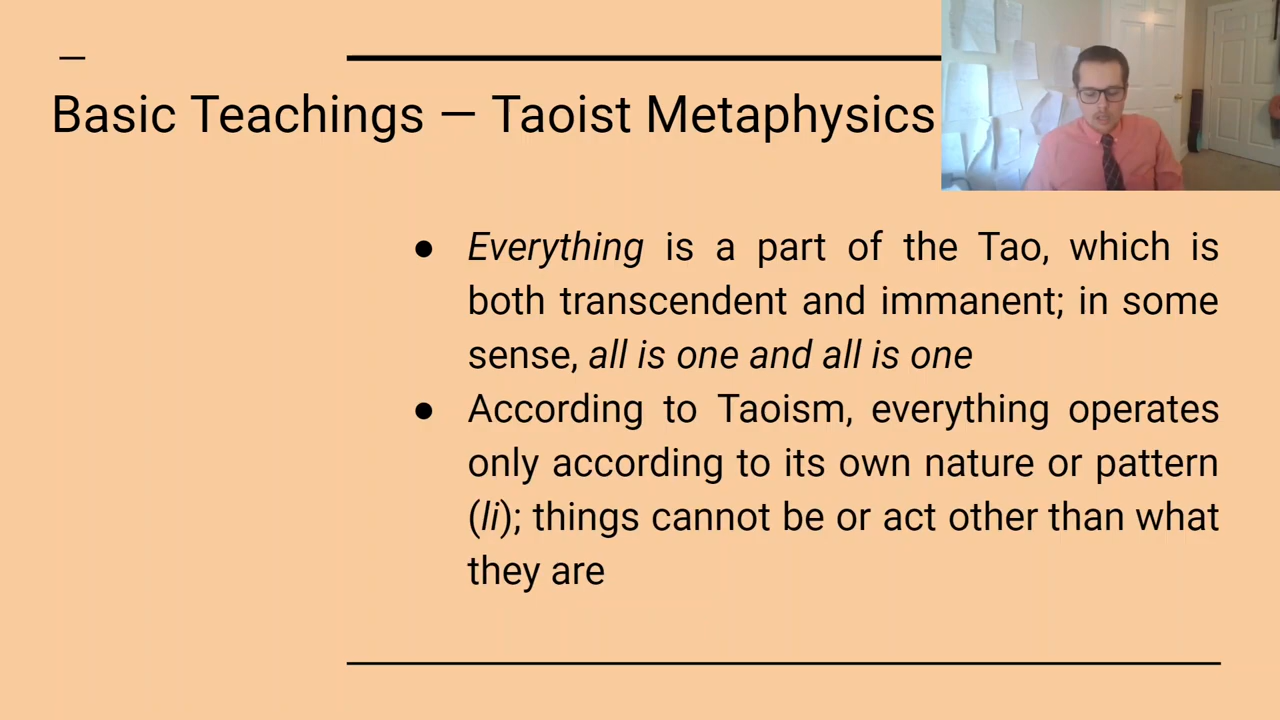 Basic Teachings — Taoist Metaphysics
● Everything is a part of the Tao, which is
both transcendent and immanent; in some
sense, all is one and all is one
● According to Taoism, everything operates
only according to its own nature or pattern
(li); things cannot be or act other than what
they are